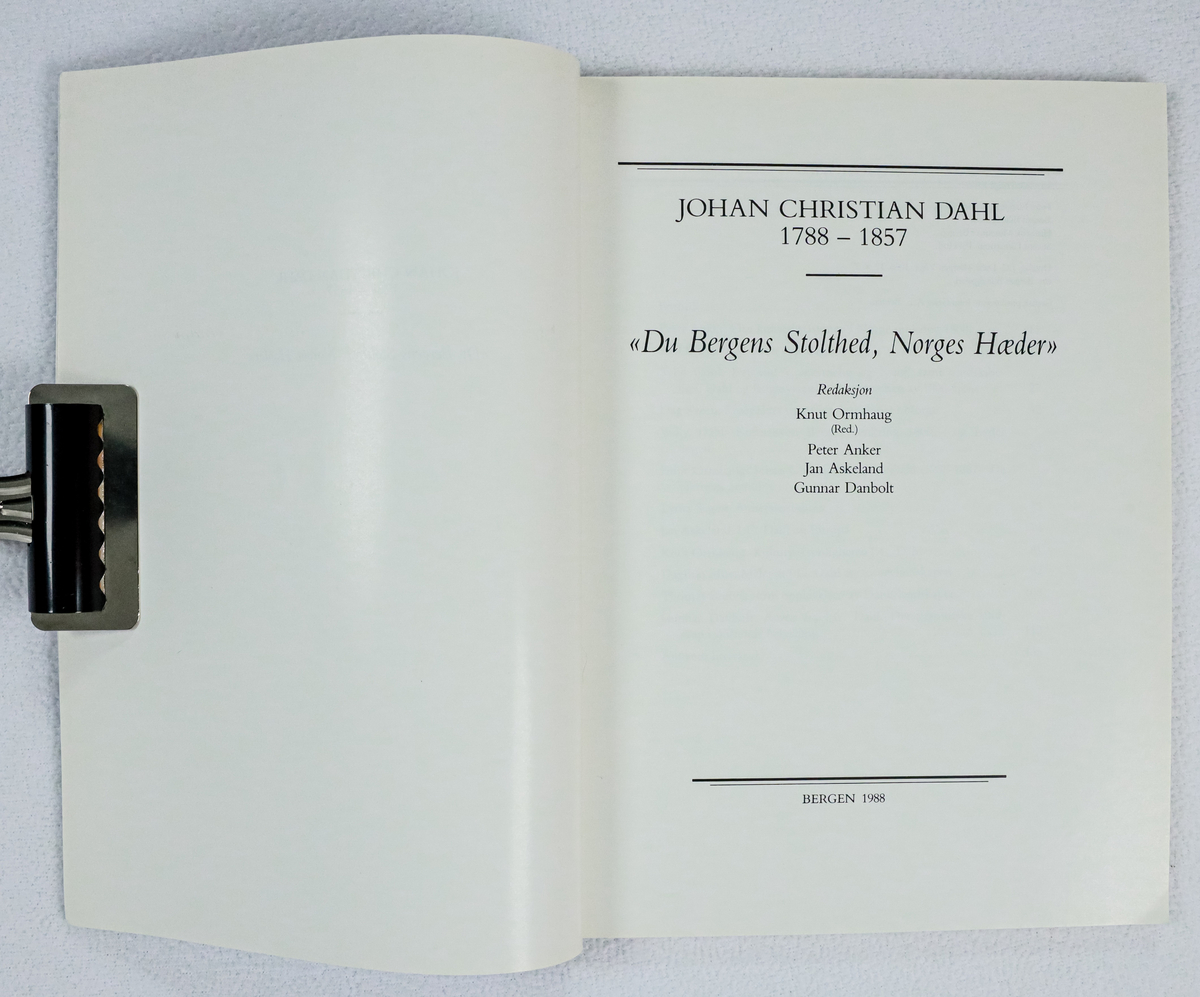 JOHAN CHRISTIAN DAHL
1788 – 1857
«Du Bergens Stolthed, Norges Hæder»
Redaksjon
Knut Ormhaug
(Red.)
Peter Anker
Jan Askeland
Gunnar Danbolt
BERGEN 1988